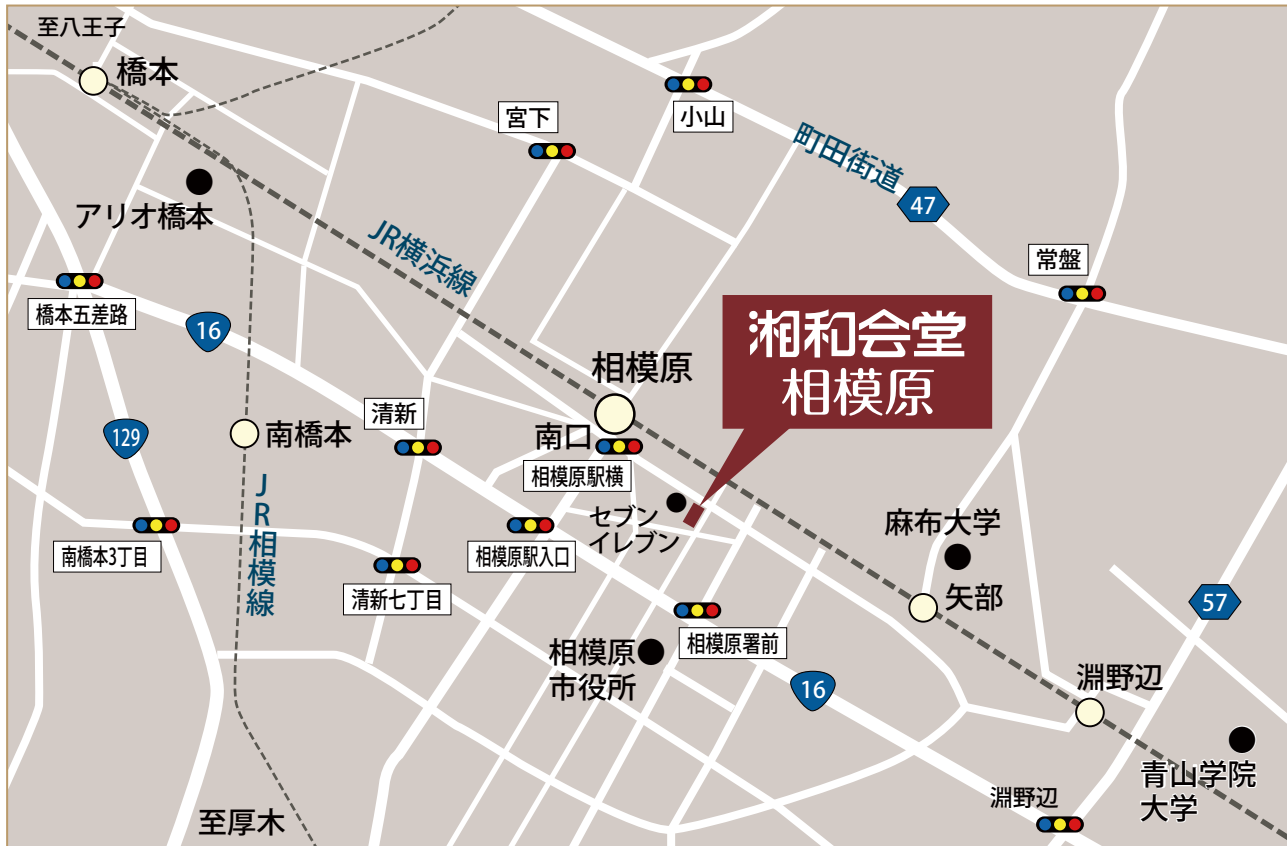 至八王子
橋本
宮下
小山
町田街道
47
アリオ橋本
JR横浜線
常盤
橋本五差路
16
湘和会堂
相模原
相模原
129
南橋本
清新
南口
相模原駅横
セブン
イレブン
JR相模線
南橋本3丁目
相模原駅入口
麻布大学
清新七丁目
矢部
57
相模原署前
相模原
市役所
16
淵野辺
青山学院
大学
淵野辺
至厚木